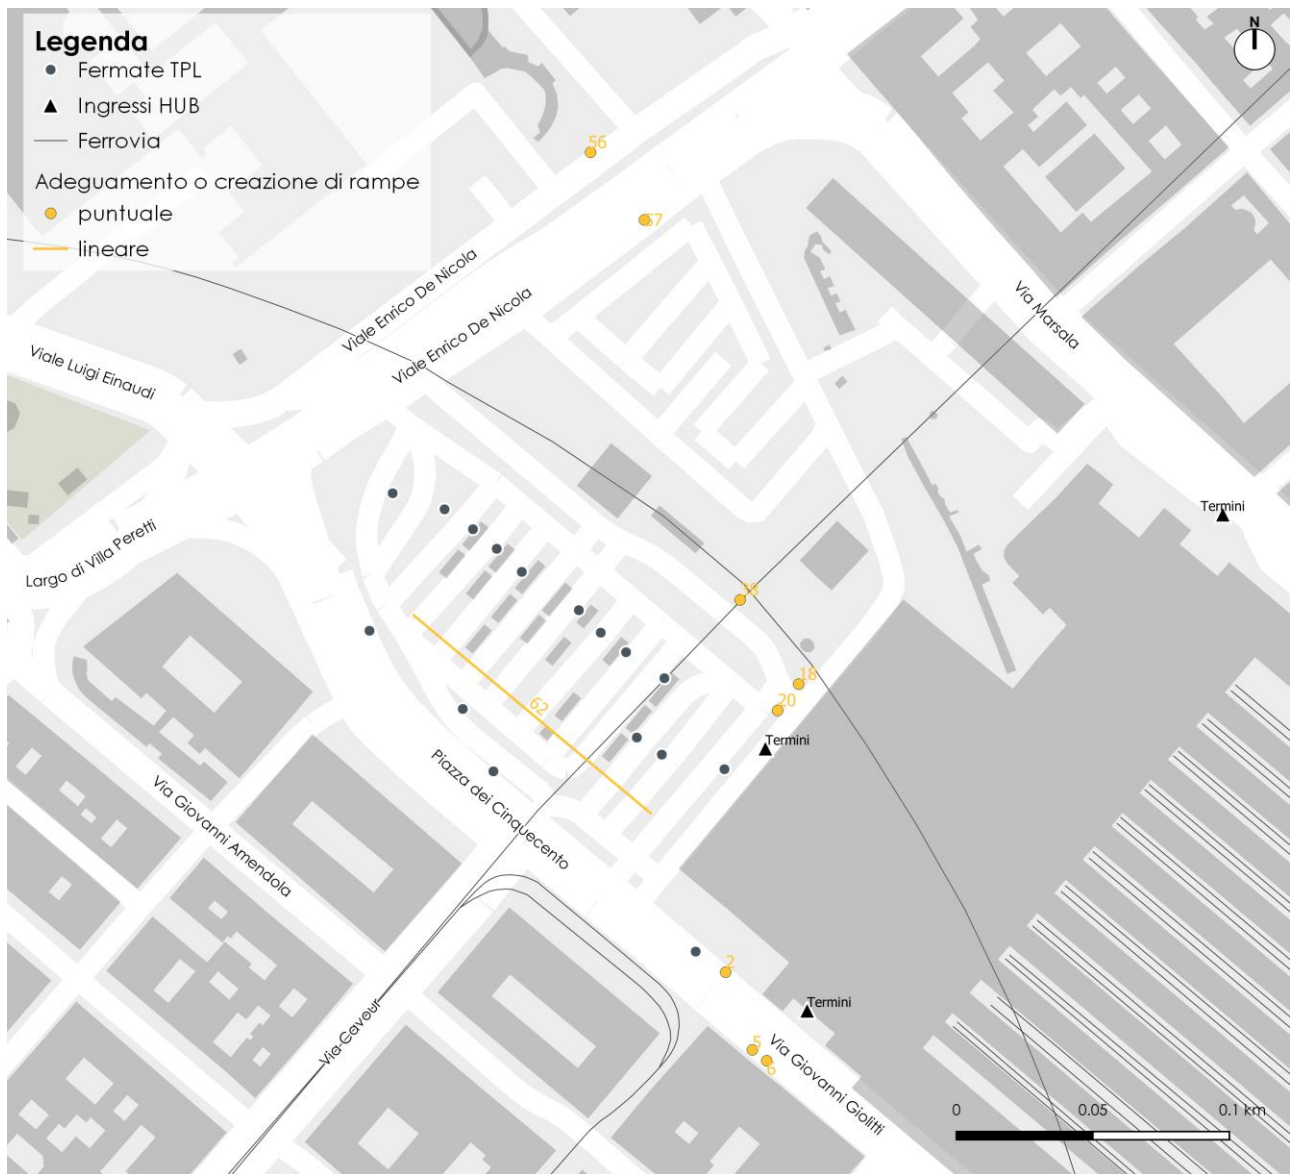 Legenda
Fermate TPL
Ingressi HUB
Ferrovia
Adeguamento o creazione di rampe
puntuale
lineare
N
56
57
Viale Enrico De Nicola
Viale Enrico De Nicola
Via Marsala
Viale Luigi Einaudi
Termini
Largo di Villa Peretti
38
18
20
62
Termini
Piazza dei Cinquecento
Via Giovanni Amendola
2
Termini
Via Cavour
5
6
Via Giovanni Giolitti
0 0.05 0.1 km